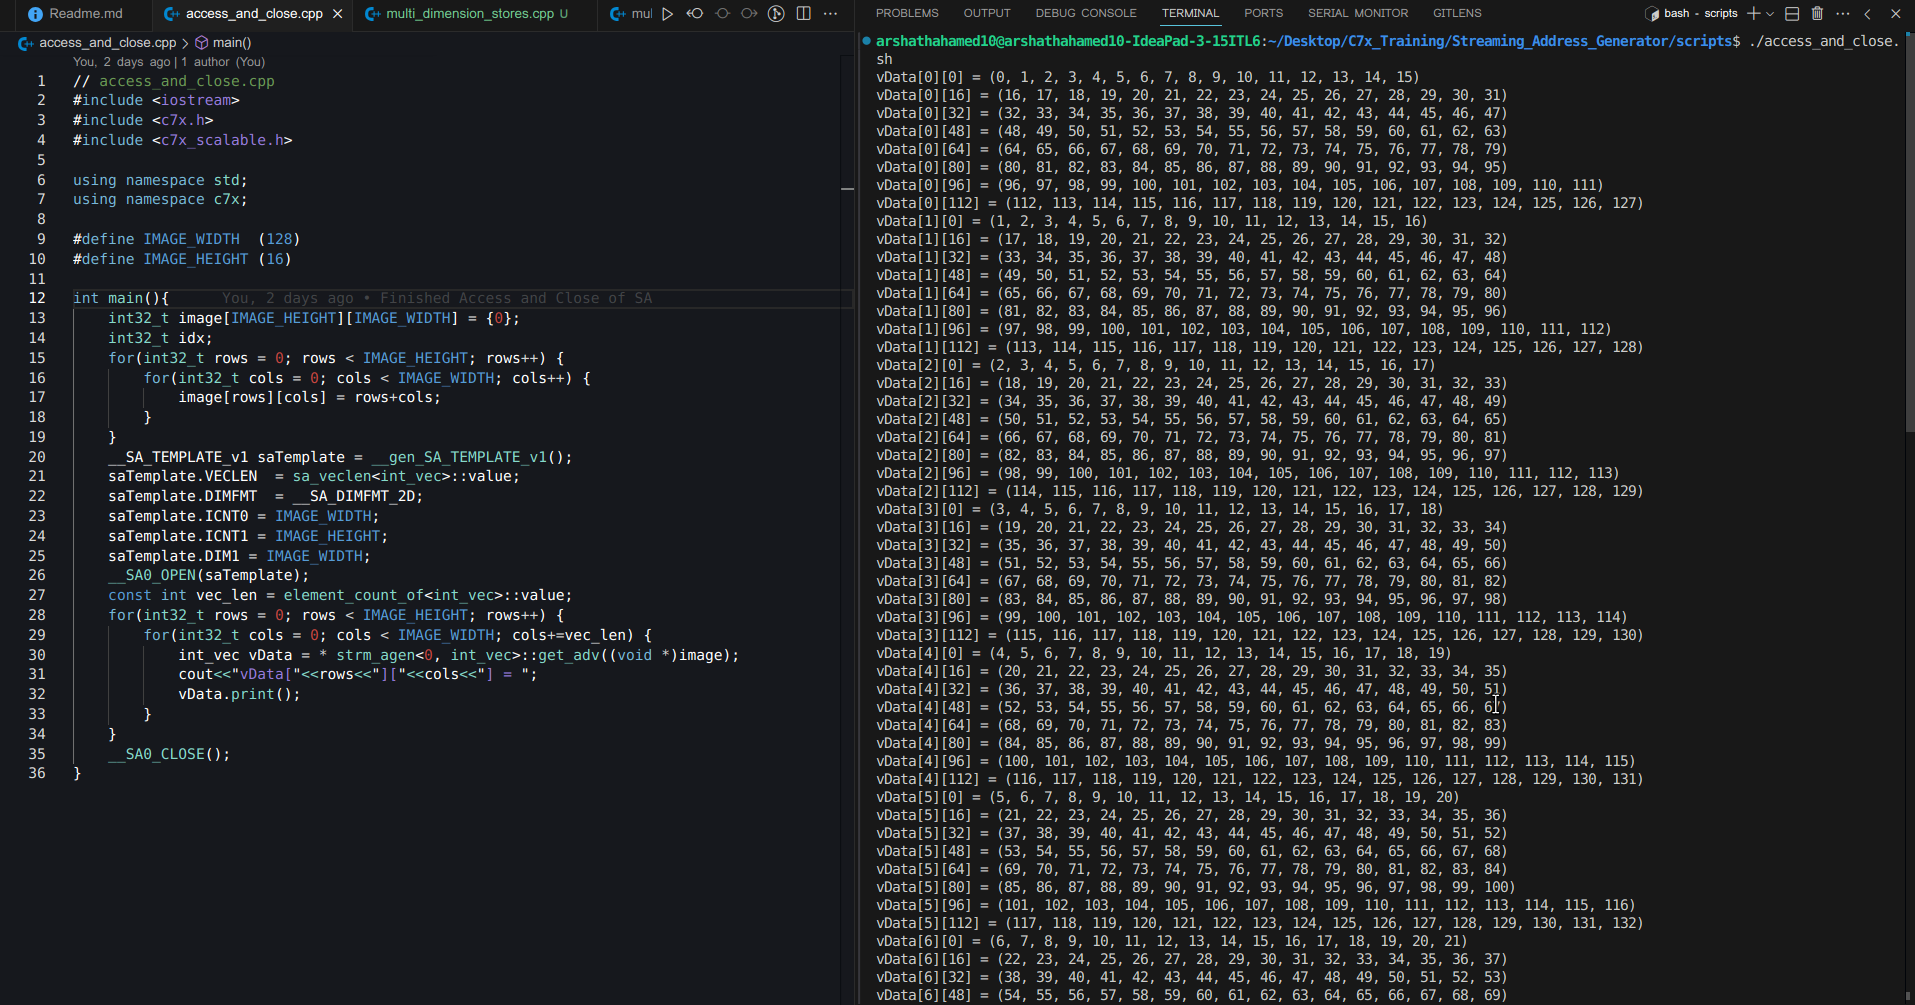 Readme.md
access_and_close.cpp
multi_dimension_stores.cpp U
mul
access_and_close.cpp > main()
You, 2 days ago | 1 author (You)
1 // access_and_close.cpp
2 #include <iostream>
3 #include <c7x.h>
4 #include <c7x_scalable.h>
5
6 using namespace std;
7 using namespace c7x;
8
9 #define IMAGE_WIDTH  (128)
10 #define IMAGE_HEIGHT (16)
11
12 int main(){      You, 2 days ago • Finished Access and Close of SA
13     int32_t image[IMAGE_HEIGHT][IMAGE_WIDTH] = {0};
14     int32_t idx;
15     for(int32_t rows = 0; rows < IMAGE_HEIGHT; rows++) {
16         for(int32_t cols = 0; cols < IMAGE_WIDTH; cols++) {
17             image[rows][cols] = rows+cols;
18         }
19     }
20     __SA_TEMPLATE_v1 saTemplate = __gen_SA_TEMPLATE_v1();
21     saTemplate.VECLEN  = sa_veclen<int_vec>::value;
22     saTemplate.DIMFMT  = __SA_DIMFMT_2D;
23     saTemplate.ICNT0 = IMAGE_WIDTH;
24     saTemplate.ICNT1 = IMAGE_HEIGHT;
25     saTemplate.DIM1 = IMAGE_WIDTH;
26     __SA0_OPEN(saTemplate);
27     const int vec_len = element_count_of<int_vec>::value;
28     for(int32_t rows = 0; rows < IMAGE_HEIGHT; rows++) {
29         for(int32_t cols = 0; cols < IMAGE_WIDTH; cols+=vec_len) {
30             int_vec vData = * strm_agen<0, int_vec>::get_adv((void *)image);
31             cout<<"vData["<<rows<<"]["<<cols<<"] = ";
32             vData.print();
33         }
34     }
35     __SA0_CLOSE();
36 }
PROBLEMS OUTPUT DEBUG CONSOLE TERMINAL PORTS SERIAL MONITOR GITLENS
bash - scripts
arshathahamed10@arshathahamed10-IdeaPad-3-15ITL6:~/Desktop/C7x_Training/Streaming_Address_Generator/scripts$ ./access_and_close.
sh
vData[0][0] = (0, 1, 2, 3, 4, 5, 6, 7, 8, 9, 10, 11, 12, 13, 14, 15)
vData[0][16] = (16, 17, 18, 19, 20, 21, 22, 23, 24, 25, 26, 27, 28, 29, 30, 31)
vData[0][32] = (32, 33, 34, 35, 36, 37, 38, 39, 40, 41, 42, 43, 44, 45, 46, 47)
vData[0][48] = (48, 49, 50, 51, 52, 53, 54, 55, 56, 57, 58, 59, 60, 61, 62, 63)
vData[0][64] = (64, 65, 66, 67, 68, 69, 70, 71, 72, 73, 74, 75, 76, 77, 78, 79)
vData[0][80] = (80, 81, 82, 83, 84, 85, 86, 87, 88, 89, 90, 91, 92, 93, 94, 95)
vData[0][96] = (96, 97, 98, 99, 100, 101, 102, 103, 104, 105, 106, 107, 108, 109, 110, 111)
vData[0][112] = (112, 113, 114, 115, 116, 117, 118, 119, 120, 121, 122, 123, 124, 125, 126, 127)
vData[1][0] = (1, 2, 3, 4, 5, 6, 7, 8, 9, 10, 11, 12, 13, 14, 15, 16)
vData[1][16] = (17, 18, 19, 20, 21, 22, 23, 24, 25, 26, 27, 28, 29, 30, 31, 32)
vData[1][32] = (33, 34, 35, 36, 37, 38, 39, 40, 41, 42, 43, 44, 45, 46, 47, 48)
vData[1][48] = (49, 50, 51, 52, 53, 54, 55, 56, 57, 58, 59, 60, 61, 62, 63, 64)
vData[1][64] = (65, 66, 67, 68, 69, 70, 71, 72, 73, 74, 75, 76, 77, 78, 79, 80)
vData[1][80] = (81, 82, 83, 84, 85, 86, 87, 88, 89, 90, 91, 92, 93, 94, 95, 96)
vData[1][96] = (97, 98, 99, 100, 101, 102, 103, 104, 105, 106, 107, 108, 109, 110, 111, 112)
vData[1][112] = (113, 114, 115, 116, 117, 118, 119, 120, 121, 122, 123, 124, 125, 126, 127, 128)
vData[2][0] = (2, 3, 4, 5, 6, 7, 8, 9, 10, 11, 12, 13, 14, 15, 16, 17)
vData[2][16] = (18, 19, 20, 21, 22, 23, 24, 25, 26, 27, 28, 29, 30, 31, 32, 33)
vData[2][32] = (34, 35, 36, 37, 38, 39, 40, 41, 42, 43, 44, 45, 46, 47, 48, 49)
vData[2][48] = (50, 51, 52, 53, 54, 55, 56, 57, 58, 59, 60, 61, 62, 63, 64, 65)
vData[2][64] = (66, 67, 68, 69, 70, 71, 72, 73, 74, 75, 76, 77, 78, 79, 80, 81)
vData[2][80] = (82, 83, 84, 85, 86, 87, 88, 89, 90, 91, 92, 93, 94, 95, 96, 97)
vData[2][96] = (98, 99, 100, 101, 102, 103, 104, 105, 106, 107, 108, 109, 110, 111, 112, 113)
vData[2][112] = (114, 115, 116, 117, 118, 119, 120, 121, 122, 123, 124, 125, 126, 127, 128, 129)
vData[3][0] = (3, 4, 5, 6, 7, 8, 9, 10, 11, 12, 13, 14, 15, 16, 17, 18)
vData[3][16] = (19, 20, 21, 22, 23, 24, 25, 26, 27, 28, 29, 30, 31, 32, 33, 34)
vData[3][32] = (35, 36, 37, 38, 39, 40, 41, 42, 43, 44, 45, 46, 47, 48, 49, 50)
vData[3][48] = (51, 52, 53, 54, 55, 56, 57, 58, 59, 60, 61, 62, 63, 64, 65, 66)
vData[3][64] = (67, 68, 69, 70, 71, 72, 73, 74, 75, 76, 77, 78, 79, 80, 81, 82)
vData[3][80] = (83, 84, 85, 86, 87, 88, 89, 90, 91, 92, 93, 94, 95, 96, 97, 98)
vData[3][96] = (99, 100, 101, 102, 103, 104, 105, 106, 107, 108, 109, 110, 111, 112, 113, 114)
vData[3][112] = (115, 116, 117, 118, 119, 120, 121, 122, 123, 124, 125, 126, 127, 128, 129, 130)
vData[4][0] = (4, 5, 6, 7, 8, 9, 10, 11, 12, 13, 14, 15, 16, 17, 18, 19)
vData[4][16] = (20, 21, 22, 23, 24, 25, 26, 27, 28, 29, 30, 31, 32, 33, 34, 35)
vData[4][32] = (36, 37, 38, 39, 40, 41, 42, 43, 44, 45, 46, 47, 48, 49, 50, 51)
vData[4][48] = (52, 53, 54, 55, 56, 57, 58, 59, 60, 61, 62, 63, 64, 65, 66, 67)
vData[4][64] = (68, 69, 70, 71, 72, 73, 74, 75, 76, 77, 78, 79, 80, 81, 82, 83)
vData[4][80] = (84, 85, 86, 87, 88, 89, 90, 91, 92, 93, 94, 95, 96, 97, 98, 99)
vData[4][96] = (100, 101, 102, 103, 104, 105, 106, 107, 108, 109, 110, 111, 112, 113, 114, 115)
vData[4][112] = (116, 117, 118, 119, 120, 121, 122, 123, 124, 125, 126, 127, 128, 129, 130, 131)
vData[5][0] = (5, 6, 7, 8, 9, 10, 11, 12, 13, 14, 15, 16, 17, 18, 19, 20)
vData[5][16] = (21, 22, 23, 24, 25, 26, 27, 28, 29, 30, 31, 32, 33, 34, 35, 36)
vData[5][32] = (37, 38, 39, 40, 41, 42, 43, 44, 45, 46, 47, 48, 49, 50, 51, 52)
vData[5][48] = (53, 54, 55, 56, 57, 58, 59, 60, 61, 62, 63, 64, 65, 66, 67, 68)
vData[5][64] = (69, 70, 71, 72, 73, 74, 75, 76, 77, 78, 79, 80, 81, 82, 83, 84)
vData[5][80] = (85, 86, 87, 88, 89, 90, 91, 92, 93, 94, 95, 96, 97, 98, 99, 100)
vData[5][96] = (101, 102, 103, 104, 105, 106, 107, 108, 109, 110, 111, 112, 113, 114, 115, 116)
vData[5][112] = (117, 118, 119, 120, 121, 122, 123, 124, 125, 126, 127, 128, 129, 130, 131, 132)
vData[6][0] = (6, 7, 8, 9, 10, 11, 12, 13, 14, 15, 16, 17, 18, 19, 20, 21)
vData[6][16] = (22, 23, 24, 25, 26, 27, 28, 29, 30, 31, 32, 33, 34, 35, 36, 37)
vData[6][32] = (38, 39, 40, 41, 42, 43, 44, 45, 46, 47, 48, 49, 50, 51, 52, 53)
vData[6][48] = (54, 55, 56, 57, 58, 59, 60, 61, 62, 63, 64, 65, 66, 67, 68, 69)